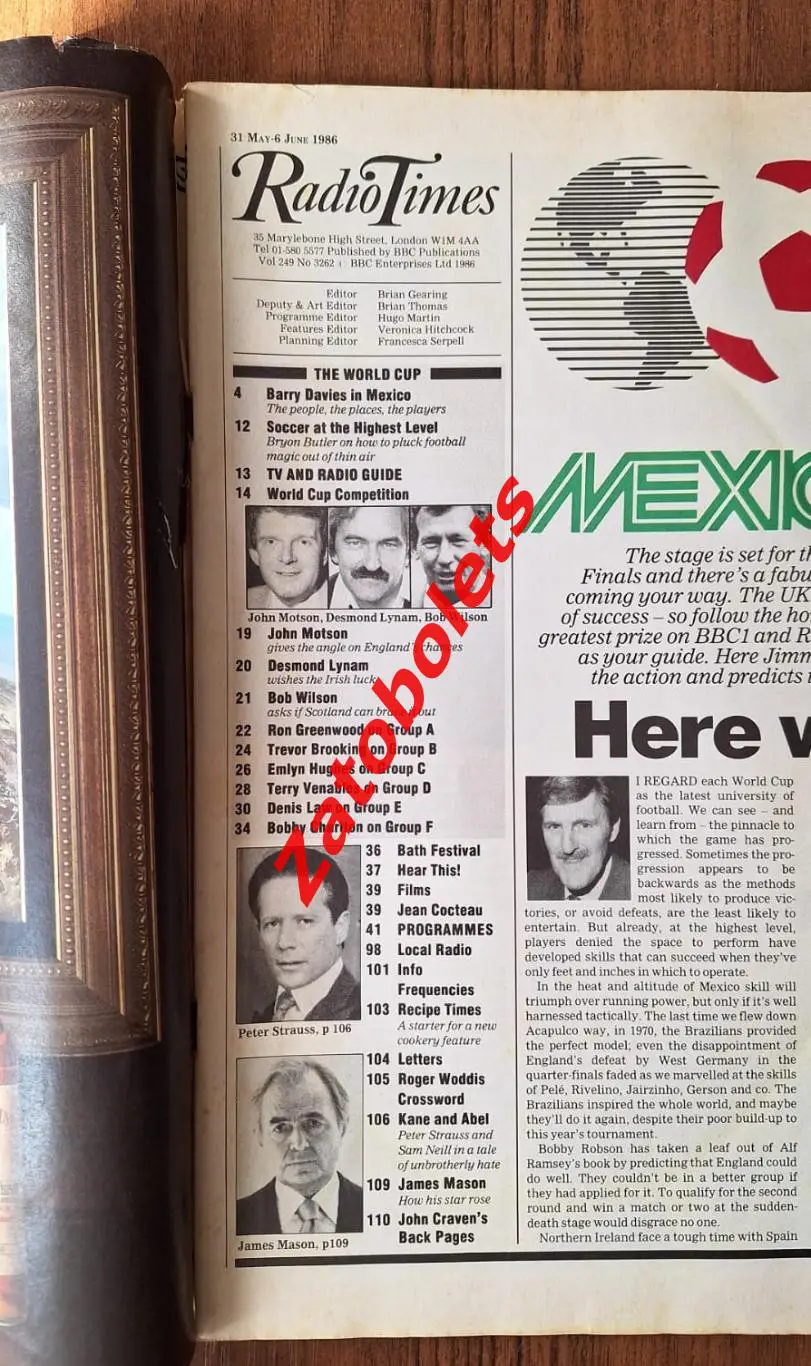 31 MAY-6 JUNE 1986
RadioTimes
35 Marylebone High Street, London W1M 4AA
Tel 01-580 5577 Published by BBC Publications
Vol 249 No 3262 © BBC Enterprises Ltd 1986
Editor Brian Gearing
Deputy & Art Editor Brian Thomas
Programme Editor Hugo Martin
Features Editor Veronica Hitchcock
Planning Editor Francesca Serpell
THE WORLD CUP
4 Barry Davies in Mexico
The people, the places, the players
12 Soccer at the Highest Level
Bryon Butler on how to pluck football
magic out of thin air
13 TV AND RADIO GUIDE
14 World Cup Competition
John Motson, Desmond Lynam, Bob Wilson
19 John Motson
gives the angle on England's chances
20 Desmond Lynam
wishes the Irish luck
21 Bob Wilson
asks if Scotland can brave it out
22 Ron Greenwood on Group A
24 Trevor Brooking on Group B
26 Emlyn Hughes on Group C
28 Terry Venables on Group D
30 Denis Law on Group E
34 Bobby Charlton on Group F
36 Bath Festival
37 Hear This!
39 Films
39 Jean Cocteau
41 PROGRAMMES
98 Local Radio
101 Info
Frequencies
103 Recipe Times
A starter for a new
cookery feature
Peter Strauss, p 106
104 Letters
105 Roger Woddis
Crossword
106 Kane and Abel
Peter Strauss and
Sam Neill in a tale
of unbrotherly hate
109 James Mason
How his star rose
110 John Craven's
Back Pages
James Mason, p109
MEXIC
The stage is set for th
Finals and there's a fabu
coming your way. The UK
of success – so follow the ho
greatest prize on BBC1 and R
as your guide. Here Jimm
the action and predicts
Here w
I REGARD each World Cup
as the latest university of
football. We can see – and
learn from – the pinnacle to
which the game has pro-
gressed. Sometimes the pro-
gression appears to be
backwards as the methods
most likely to produce vic-
tories, or avoid defeats, are the least likely to
entertain. But already, at the highest level,
players denied the space to perform have
developed skills that can succeed when they've
only feet and inches in which to operate.
In the heat and altitude of Mexico skill will
triumph over running power, but only if it's well
harnessed tactically. The last time we flew down
Acapulco way, in 1970, the Brazilians provided
the perfect model; even the disappointment of
England's defeat by West Germany in the
quarter-finals faded as we marvelled at the skills
of Pelé, Rivelino, Jairzinho, Gerson and co. The
Brazilians inspired the whole world, and maybe
they'll do it again, despite their poor build-up to
this year's tournament.
Bobby Robson has taken a leaf out of Alf
Ramsey's book by predicting that England could
do well. They couldn't be in a better group if
they had applied for it. To qualify for the second
round and win a match or two at the sudden-
death stage would disgrace no one.
Northern Ireland face a tough time with Spain
Zatobolets